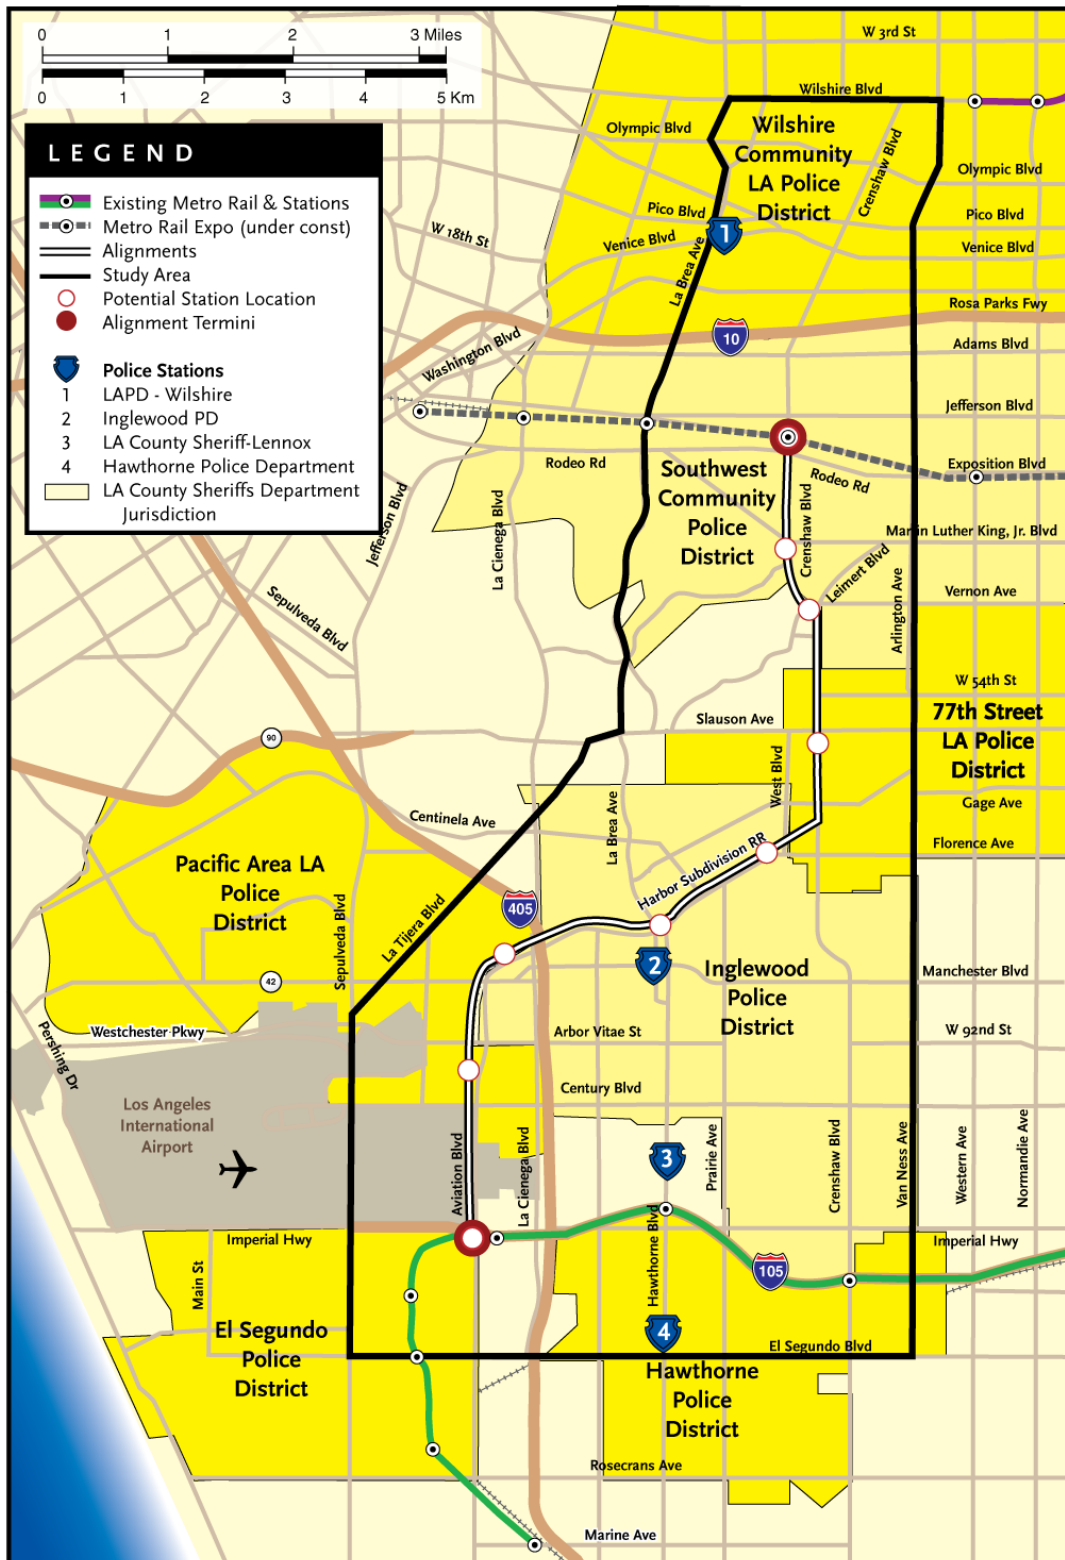 0 1 2 3 Miles
0 1 2 3 4 5 Km
LEGEND
Existing Metro Rail & Stations
Metro Rail Expo (under const)
Alignments
Study Area
Potential Station Location
Alignment Termini
Police Stations
1 LAPD - Wilshire
2 Inglewood PD
3 LA County Sheriff-Lennox
4 Hawthorne Police Department
LA County Sheriffs Department
Jurisdiction
W 3rd St
Wilshire Blvd
Olympic Blvd
Wilshire
Community
LA Police
District
Crenshaw Blvd
Olympic Blvd
Pico Blvd
Pico Blvd
W 18th St
Venice Blvd
1
Venice Blvd
La Brea Ave
Rosa Parks Fwy
10
Washington Blvd
Adams Blvd
Jefferson Blvd
Rodeo Rd
Southwest
Community
Police
District
Rodeo Rd
Exposition Blvd
Jefferson Blvd
La Cienega Blvd
Crenshaw Blvd
Martin Luther King, Jr. Blvd
Leimert Blvd
Arlington Ave
Vernon Ave
Sepulveda Blvd
W 54th St
Slauson Ave
77th Street
LA Police
District
90
West Blvd
La Brea Ave
Gage Ave
Centinela Ave
Florence Ave
Harbor Subdivision RR
Pacific Area LA
Police
District
405
La Tijera Blvd
Sepulveda Blvd
2
Inglewood
Police
District
Manchester Blvd
42
Westchester Pkwy
Arbor Vitae St
W 92nd St
Pershing Dr
Century Blvd
Los Angeles
International
Airport
Aviation Blvd
La Cienega Blvd
3
Prairie Ave
Crenshaw Blvd
Van Ness Ave
Western Ave
Normandie Ave
Imperial Hwy
Hawthorne Blvd
Imperial Hwy
105
Main St
El Segundo
Police
District
4
El Segundo Blvd
Hawthorne
Police
District
Rosecrans Ave
Marine Ave